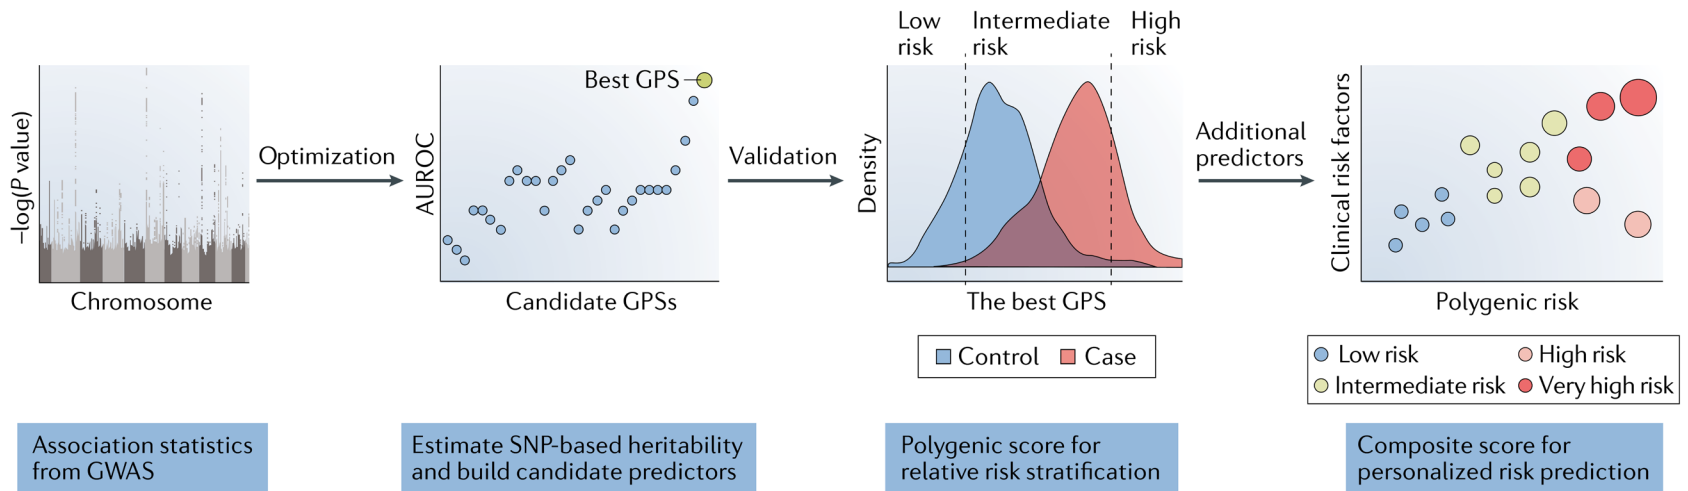 –log(P value)
Chromosome
Optimization
AUROC
Best GPS
Candidate GPSs
Validation
Low
risk
Intermediate
risk
High
risk
Density
The best GPS
Control
Case
Additional
predictors
Clinical risk factors
Polygenic risk
Low risk
High risk
Intermediate risk
Very high risk
Association statistics
from GWAS
Estimate SNP-based heritability
and build candidate predictors
Polygenic score for
relative risk stratification
Composite score for
personalized risk prediction